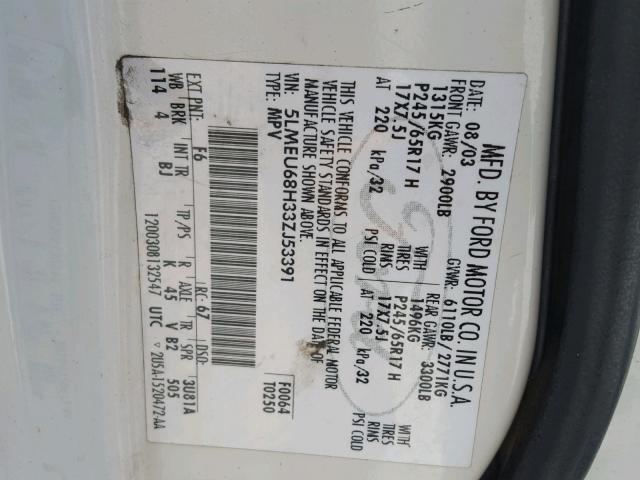 MFD. BY FORD MOTOR CO. IN U.S.A.
DATE: 08/03 GVWR: 6110LB/2771KG
FRONT GAWR: 2900LB REAR GAWR: 3300LB
1315KG WITH 1496KG WITH
P245/65R17 H TIRES P245/65R17 H TIRES
17X7.5J RIMS 17X7.5J RIMS
AT 220 kPa/32 PSI COLD AT 220 kPa/32 PSI COLD
THIS VEHICLE CONFORMS TO ALL APPLICABLE FEDERAL MOTOR
VEHICLE SAFETY STANDARDS IN EFFECT ON THE DATE OF
MANUFACTURE SHOWN ABOVE.
VIN: 5LMEU68H33ZJ53391 F0064
MPV T0250
EXT PNT: F6 RC: 67 DSO:
WB BRK INT TR TP/PS R AXLE TR SPR 3U81A
114 4 BJ K 45 V B2 505
1200308132547 UTC 2U5A-1520472-AA